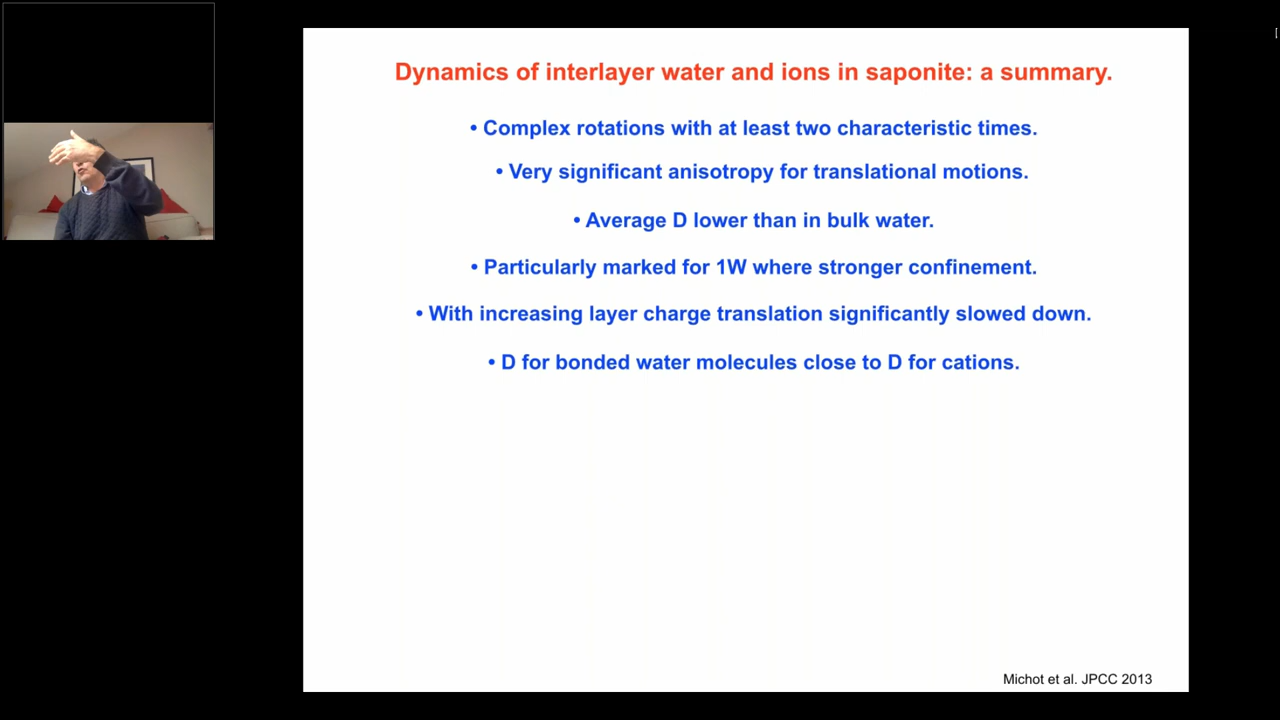 Dynamics of interlayer water and ions in saponite: a summary.
• Complex rotations with at least two characteristic times.
• Very significant anisotropy for translational motions.
• Average D lower than in bulk water.
• Particularly marked for 1W where stronger confinement.
• With increasing layer charge translation significantly slowed down.
• D for bonded water molecules close to D for cations.
Michot et al. JPCC 2013